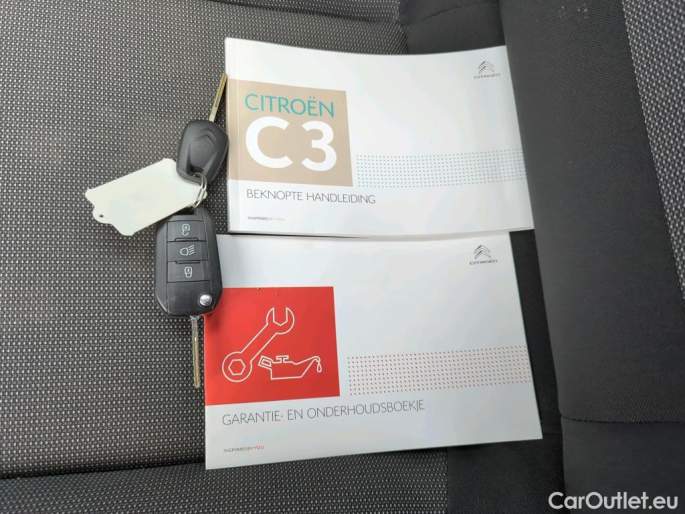 CITROËN
C3
BEKNOPTE HANDLEIDING
GARANTIE- EN ONDERHOUDSBOEKJE
CarOutlet.eu